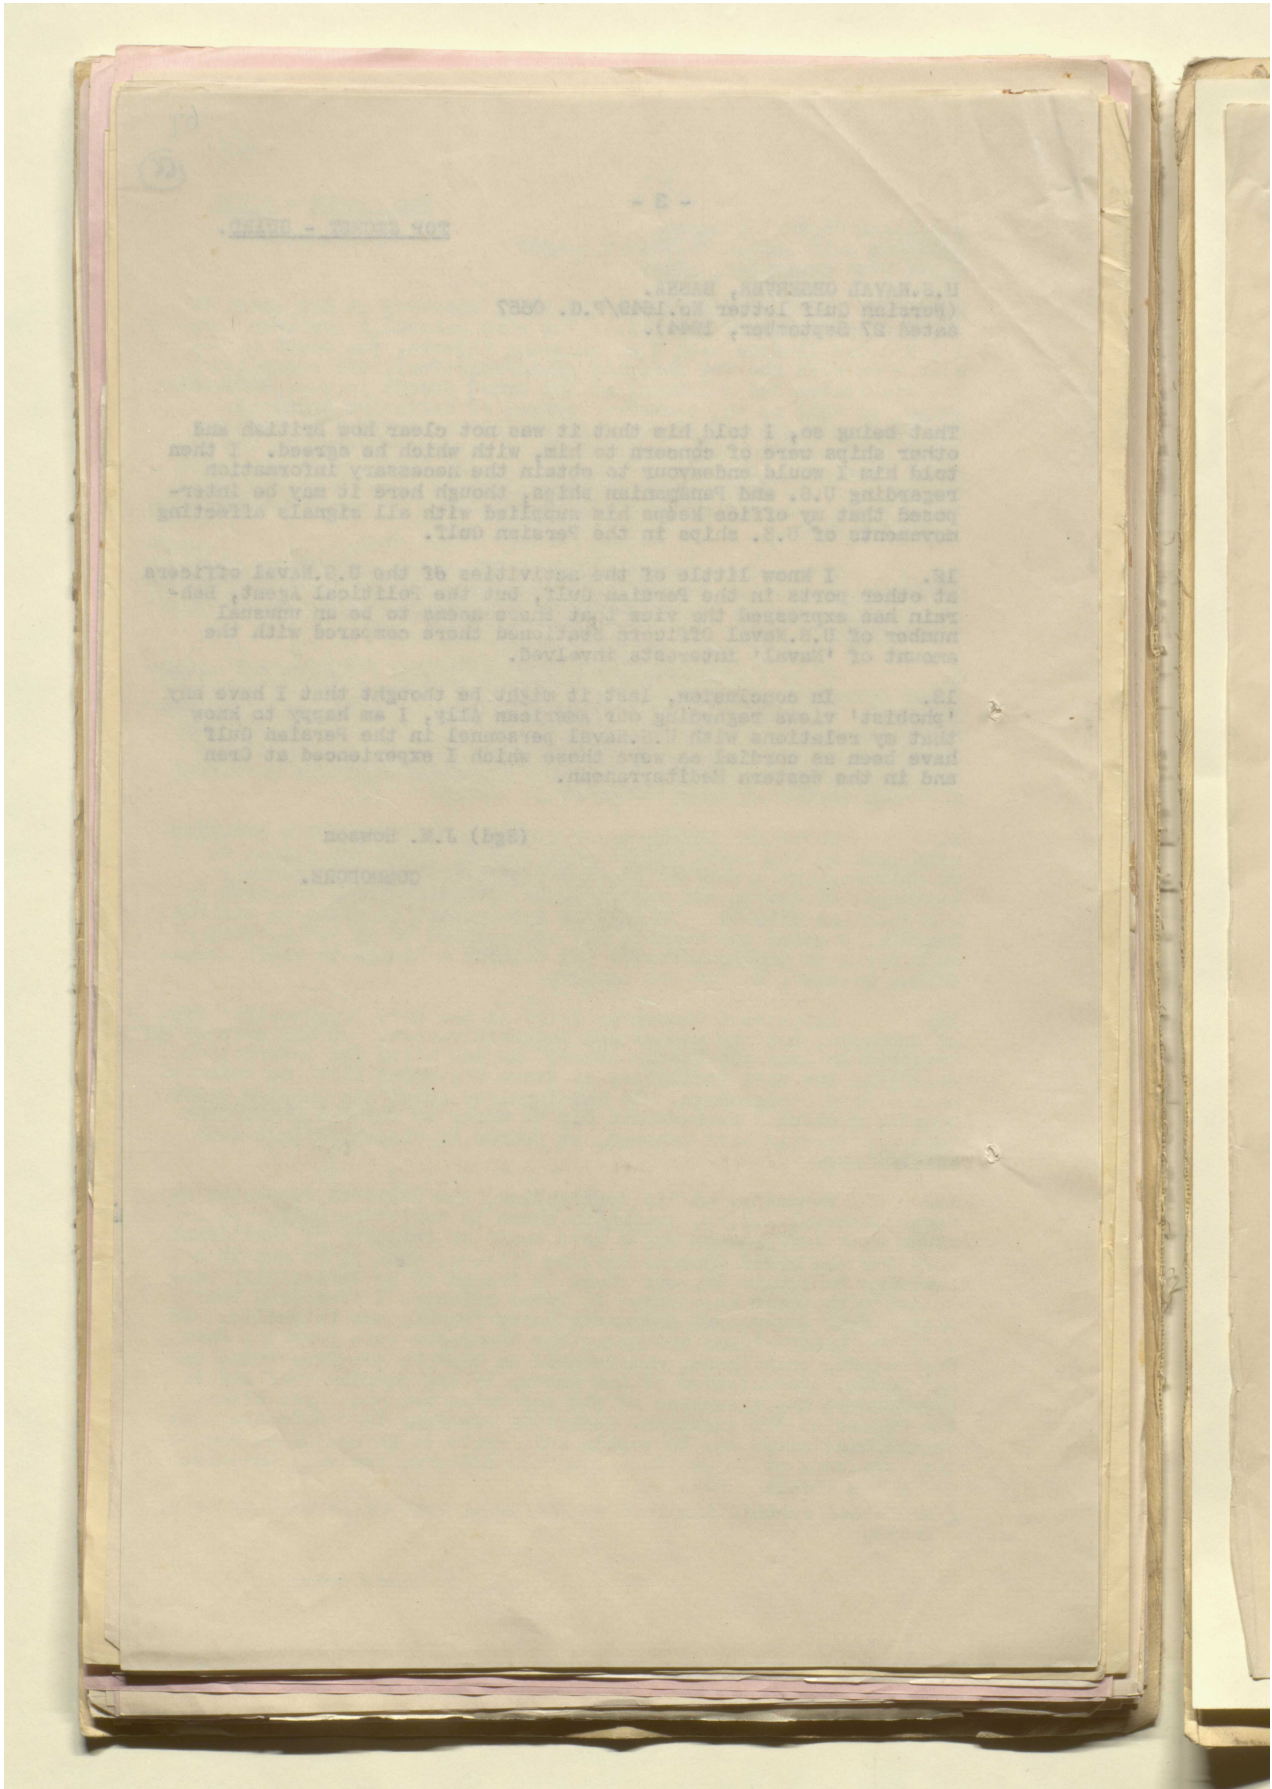 - 3 -
TOP SECRET - GUARD.
U.S. NAVAL OBSERVER, BASRA.
(Persian Gulf letter No.1649/P.G. 0657
dated 27 September, 1944).
That being so, I told him that it was not clear how British and
other ships were of concern to him, with which he agreed. I then
told him I would endeavour to obtain the necessary information
regarding U.S. and Panamanian ships, though here it may be inter-
posed that my office keeps him supplied with all signals affecting
movements of U.S. ships in the Persian Gulf.
12. I know little of the activities of the U.S.Naval officers
at other ports in the Persian Gulf, but the Political Agent, Bah-
rain has expressed the view that there seems to be an unusual
number of U.S.Naval Officers stationed there compared with the
amount of 'Naval' interests involved.
13. In conclusion, lest it might be thought that I have any
'phobist' views regarding our American Ally, I am happy to know
that my relations with U.S.Naval personnel in the Persian Gulf
have been as cordial as were those which I experienced at Oran
and in the Western Mediterranean.
(Sgd) J.M. Howson
COMMODORE.